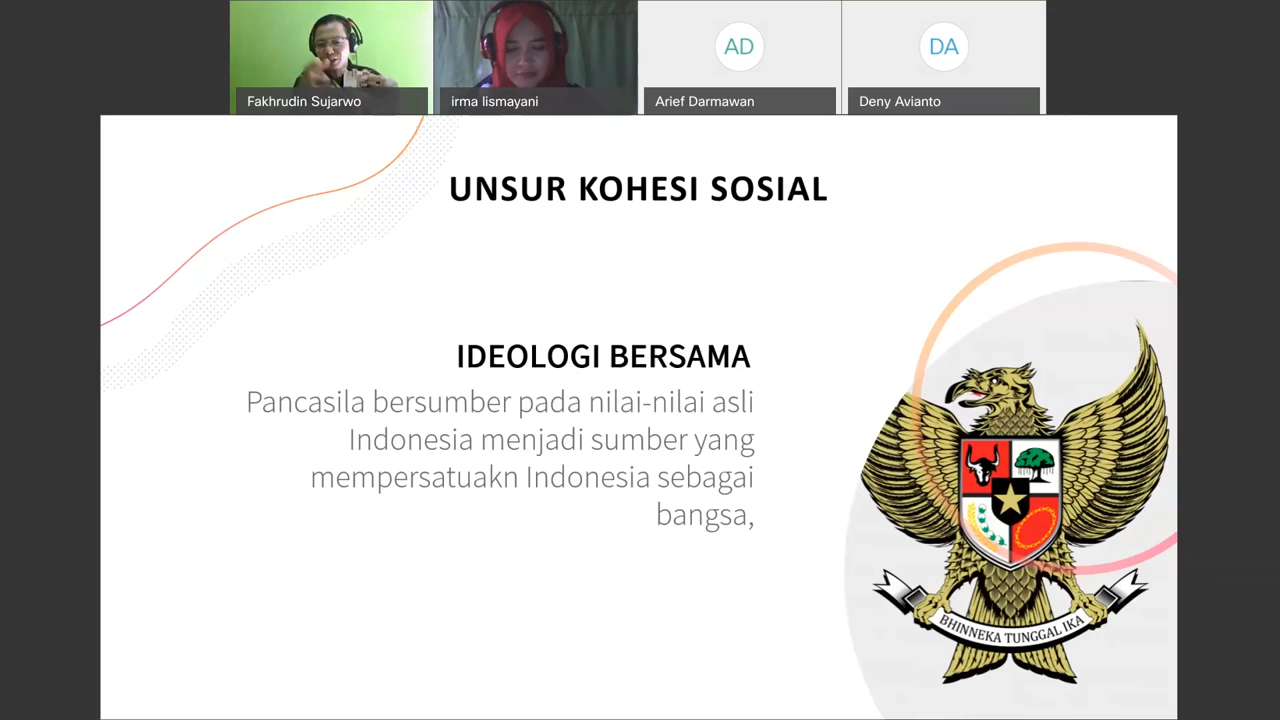 AD
DA
Fakhrudin Sujarwo
irma lismayani
Arief Darmawan
Deny Avianto
UNSUR KOHESI SOSIAL
IDEOLOGI BERSAMA
Pancasila bersumber pada nilai-nilai asli
Indonesia menjadi sumber yang
mempersatuakn Indonesia sebagai
bangsa,
BHINNEKA TUNGGAL IKA